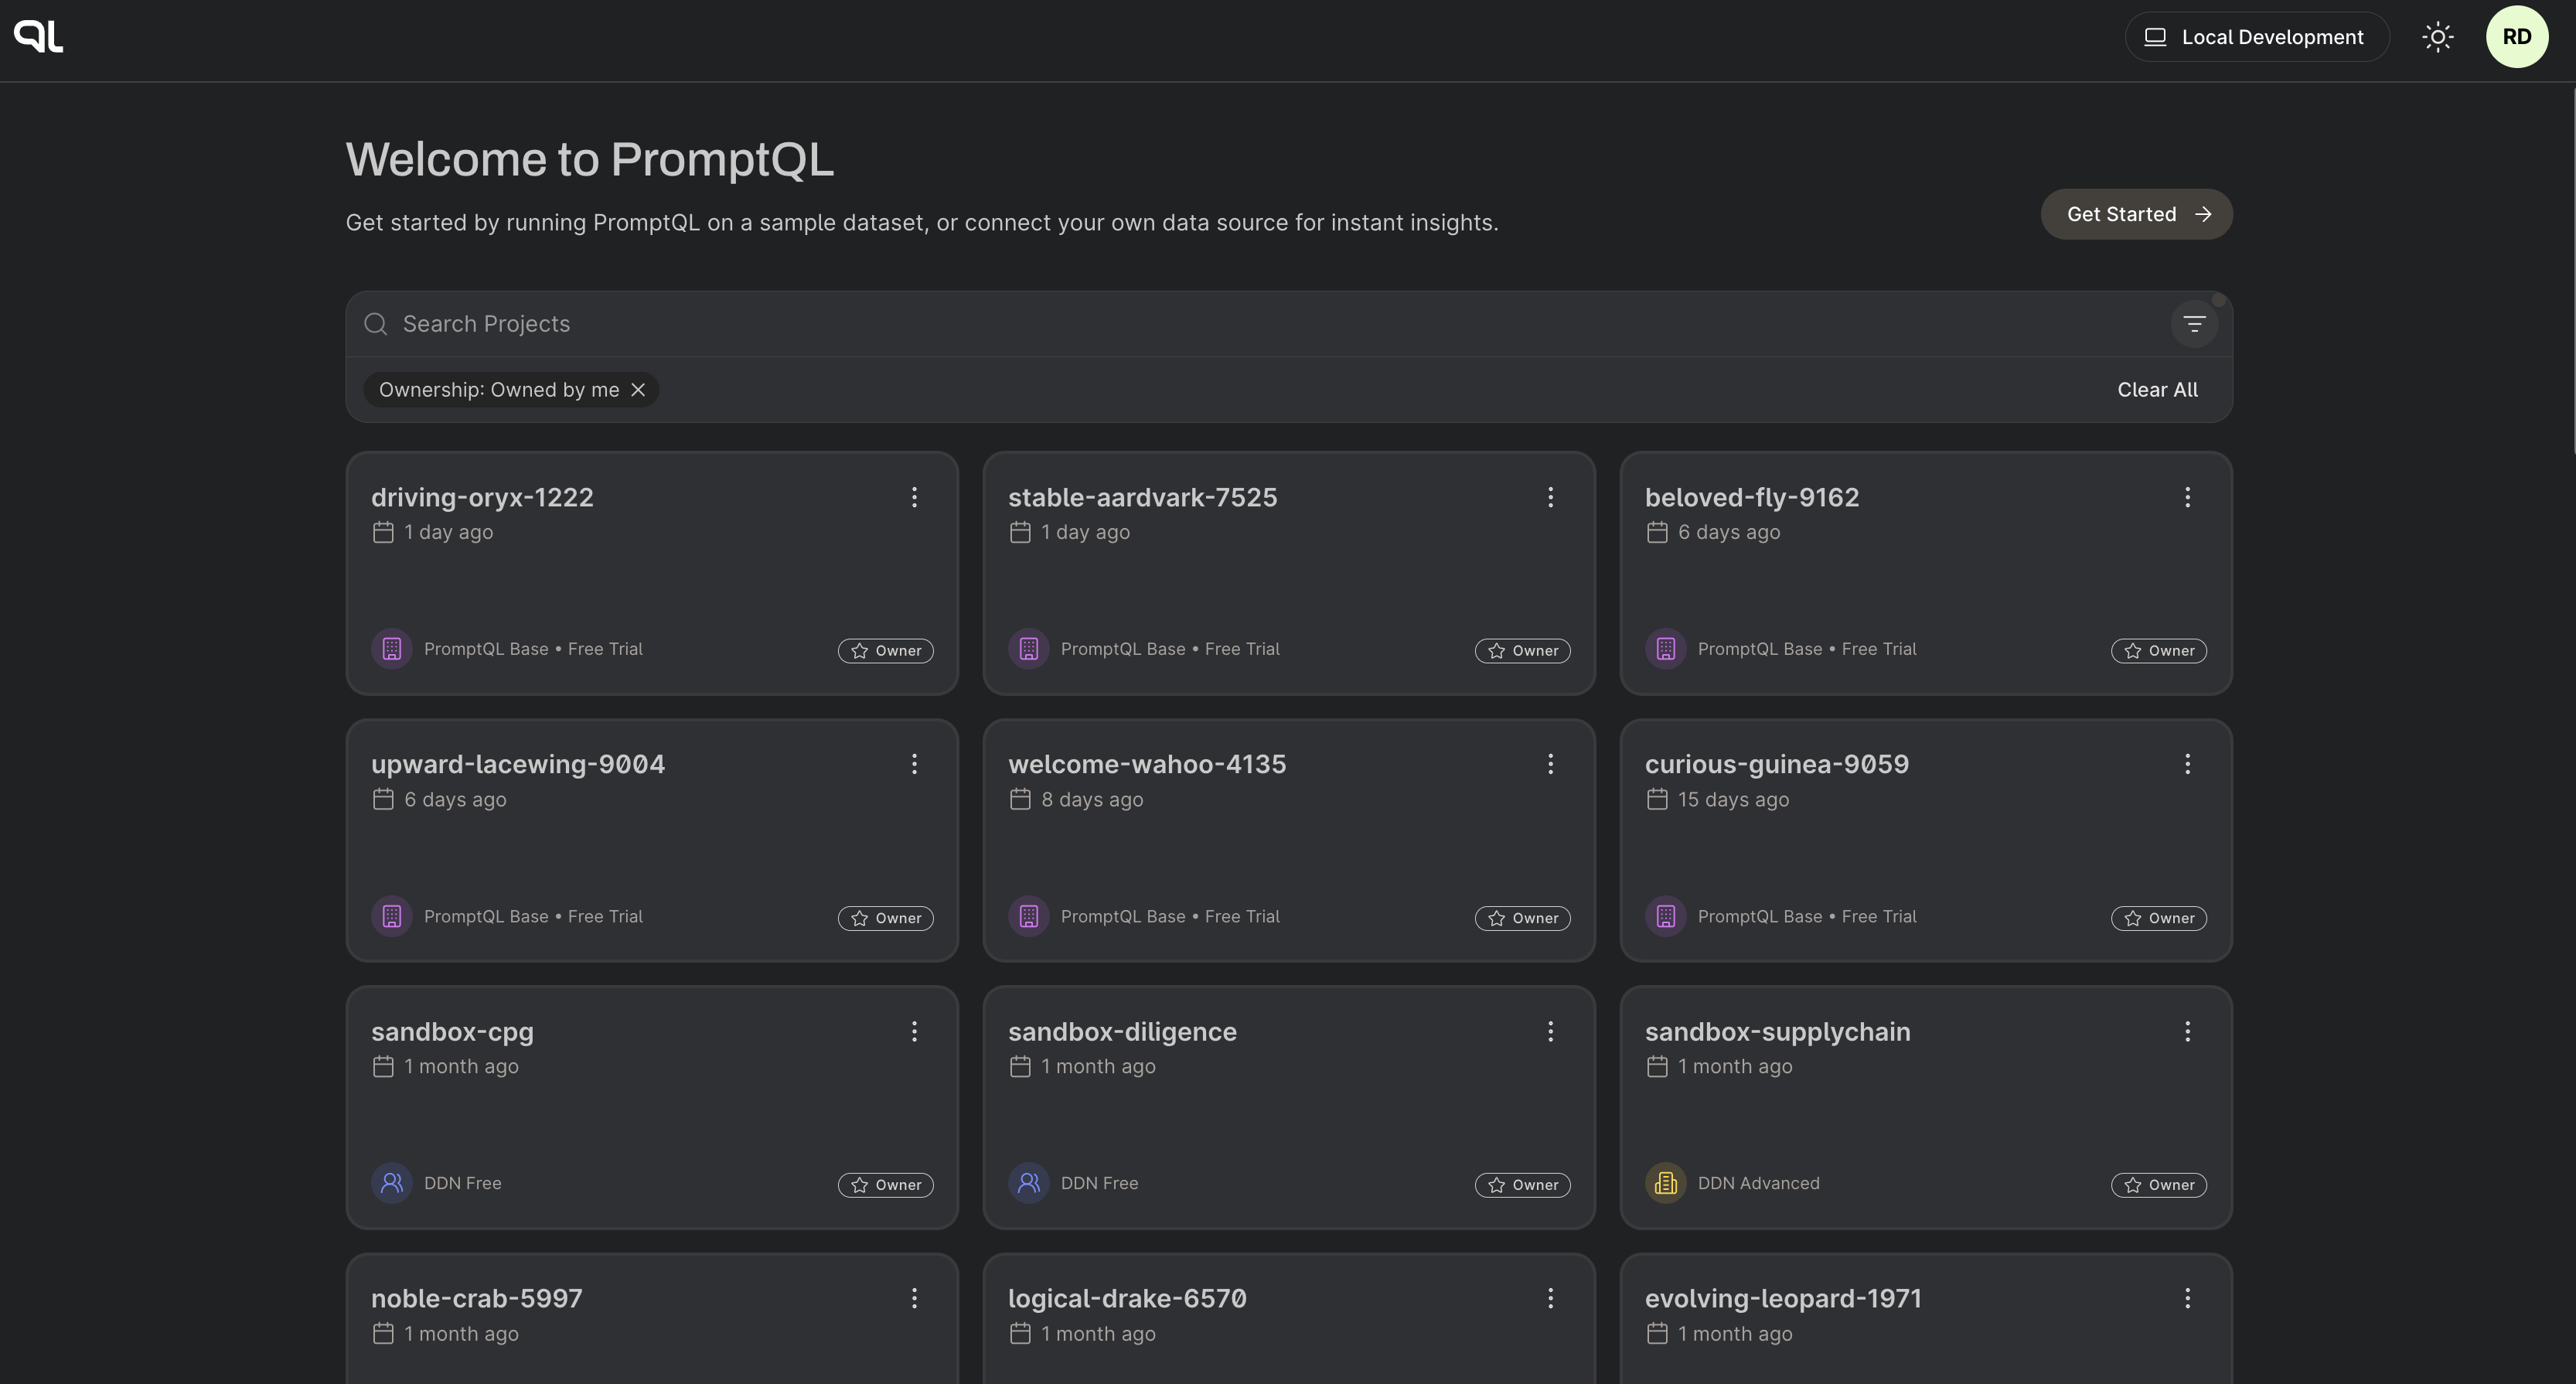 QL
Local Development
RD
Welcome to PromptQL
Get started by running PromptQL on a sample dataset, or connect your own data source for instant insights.
Get Started
Search Projects
Ownership: Owned by me
Clear All
driving-oryx-1222
1 day ago
PromptQL Base • Free Trial
Owner
stable-aardvark-7525
1 day ago
PromptQL Base • Free Trial
Owner
beloved-fly-9162
6 days ago
PromptQL Base • Free Trial
Owner
upward-lacewing-9004
6 days ago
PromptQL Base • Free Trial
Owner
welcome-wahoo-4135
8 days ago
PromptQL Base • Free Trial
Owner
curious-guinea-9059
15 days ago
PromptQL Base • Free Trial
Owner
sandbox-cpg
1 month ago
DDN Free
Owner
sandbox-diligence
1 month ago
DDN Free
Owner
sandbox-supplychain
1 month ago
DDN Advanced
Owner
noble-crab-5997
1 month ago
logical-drake-6570
1 month ago
evolving-leopard-1971
1 month ago